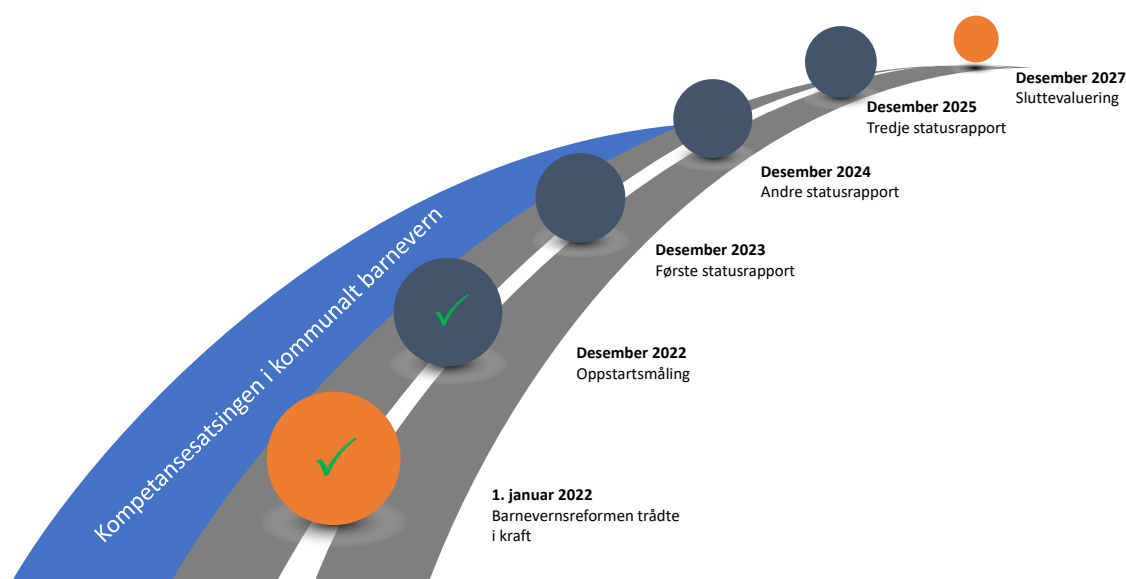 Desember 2027
Sluttevaluering
Desember 2025
Tredje statusrapport
Desember 2024
Andre statusrapport
Desember 2023
Første statusrapport
Desember 2022
Oppstartsmåling
1. januar 2022
Barnevernsreformen trådte
i kraft
Kompetansesatsingen i kommunalt barnevern